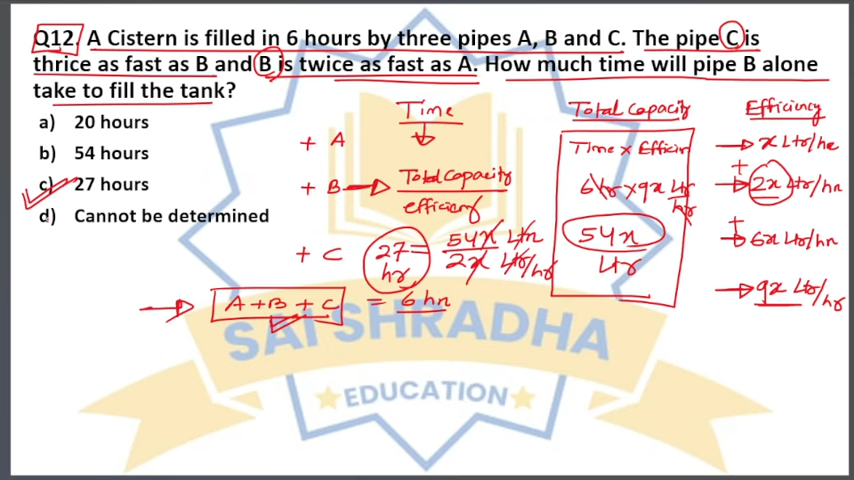 Q12. A Cistern is filled in 6 hours by three pipes A, B and C. The pipe C is
thrice as fast as B and B is twice as fast as A. How much time will pipe B alone
take to fill the tank?
a) 20 hours
b) 54 hours
c) 27 hours
d) Cannot be determined
Time
+ A
+ B → Total Capacity
efficiency
+ C 27 hr = 54x Ltr
2x Ltr/hr
→ A + B + C = 6 hr
Total Capacity
Time × Efficin
6 hr × 9x Ltr
hr
54x
Ltr
Efficiency
→ x Ltr/hr
+
→ 2x Ltr/hr
+
→ 6x Ltr/hr
→ 9x Ltr/hr
SAI SHRADHA
EDUCATION